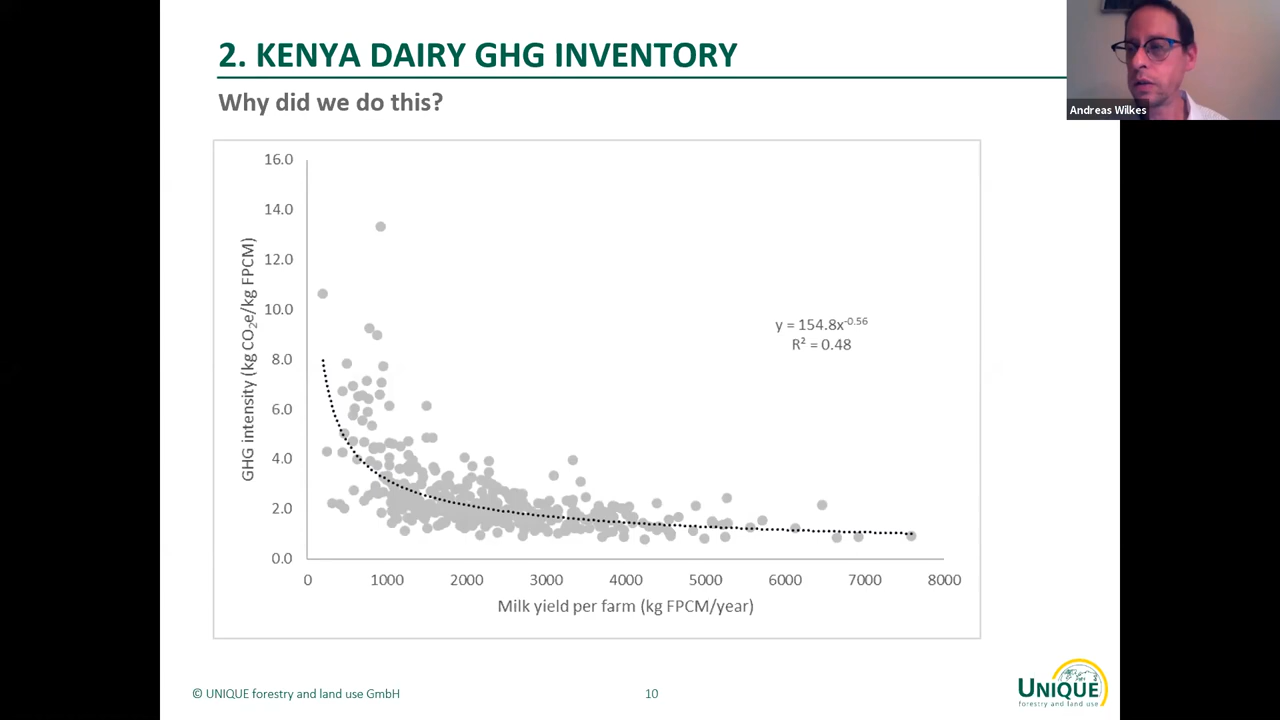 2. KENYA DAIRY GHG INVENTORY
Why did we do this?
Andreas Wilkes
16.0
14.0
12.0
10.0
8.0
6.0
4.0
2.0
0.0
GHG intensity (kg CO₂e/kg FPCM)
y = 154.8x⁻⁰·⁵⁶
R² = 0.48
0 1000 2000 3000 4000 5000 6000 7000 8000
Milk yield per farm (kg FPCM/year)
© UNIQUE forestry and land use GmbH
10
UNIQUE
forestry and land use